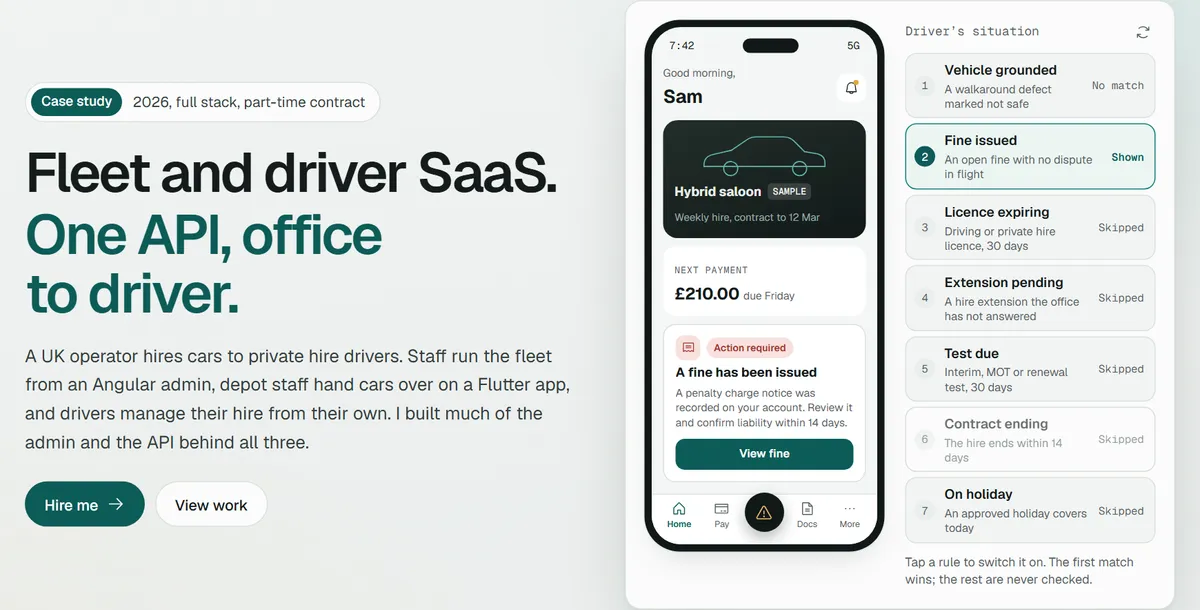 Case study
2026, full stack, part-time contract
Fleet and driver SaaS.
One API, office
to driver.
A UK operator hires cars to private hire drivers. Staff run the fleet
from an Angular admin, depot staff hand cars over on a Flutter app,
and drivers manage their hire from their own. I built much of the
admin and the API behind all three.
Hire me →
View work
7:42
5G
Good morning,
Sam
Hybrid saloon SAMPLE
Weekly hire, contract to 12 Mar
NEXT PAYMENT
£210.00 due Friday
Action required
A fine has been issued
A penalty charge notice was
recorded on your account. Review it
and confirm liability within 14 days.
View fine
Home
Pay
Docs
More
Driver's situation
1
Vehicle grounded
A walkaround defect
marked not safe
No match
2
Fine issued
An open fine with no dispute
in flight
Shown
3
Licence expiring
Driving or private hire
licence, 30 days
Skipped
4
Extension pending
A hire extension the office
has not answered
Skipped
5
Test due
Interim, MOT or renewal
test, 30 days
Skipped
6
Contract ending
The hire ends within 14
days
Skipped
7
On holiday
An approved holiday covers
today
Skipped
Tap a rule to switch it on. The first match
wins; the rest are never checked.